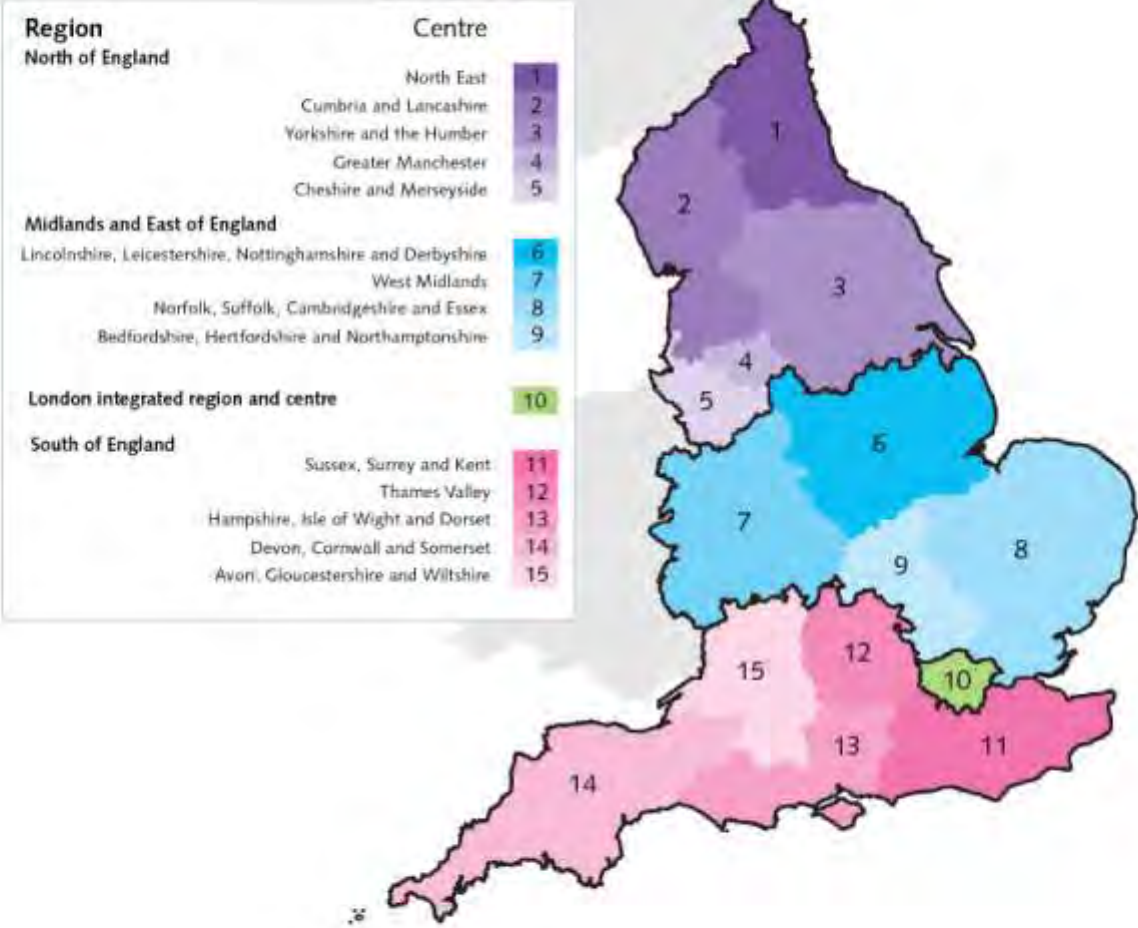 Region Centre
North of England
North East 1
Cumbria and Lancashire 2
Yorkshire and the Humber 3
Greater Manchester 4
Cheshire and Merseyside 5
Midlands and East of England
Lincolnshire, Leicestershire, Nottinghamshire and Derbyshire 6
West Midlands 7
Norfolk, Suffolk, Cambridgeshire and Essex 8
Bedfordshire, Hertfordshire and Northamptonshire 9
London integrated region and centre 10
South of England
Sussex, Surrey and Kent 11
Thames Valley 12
Hampshire, Isle of Wight and Dorset 13
Devon, Cornwall and Somerset 14
Avon, Gloucestershire and Wiltshire 15
1
2
3
4
5
6
7
8
9
15
12
10
13
11
14